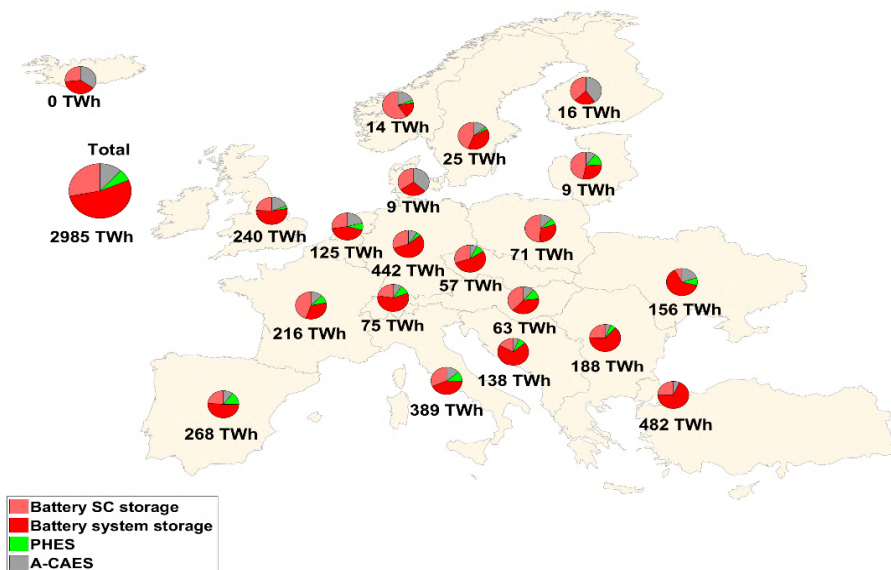 0 TWh
14 TWh
16 TWh
25 TWh
Total
9 TWh
9 TWh
2985 TWh
240 TWh
125 TWh
71 TWh
442 TWh
57 TWh
156 TWh
216 TWh
75 TWh
63 TWh
138 TWh
188 TWh
389 TWh
482 TWh
268 TWh
Battery SC storage
Battery system storage
PHES
A-CAES